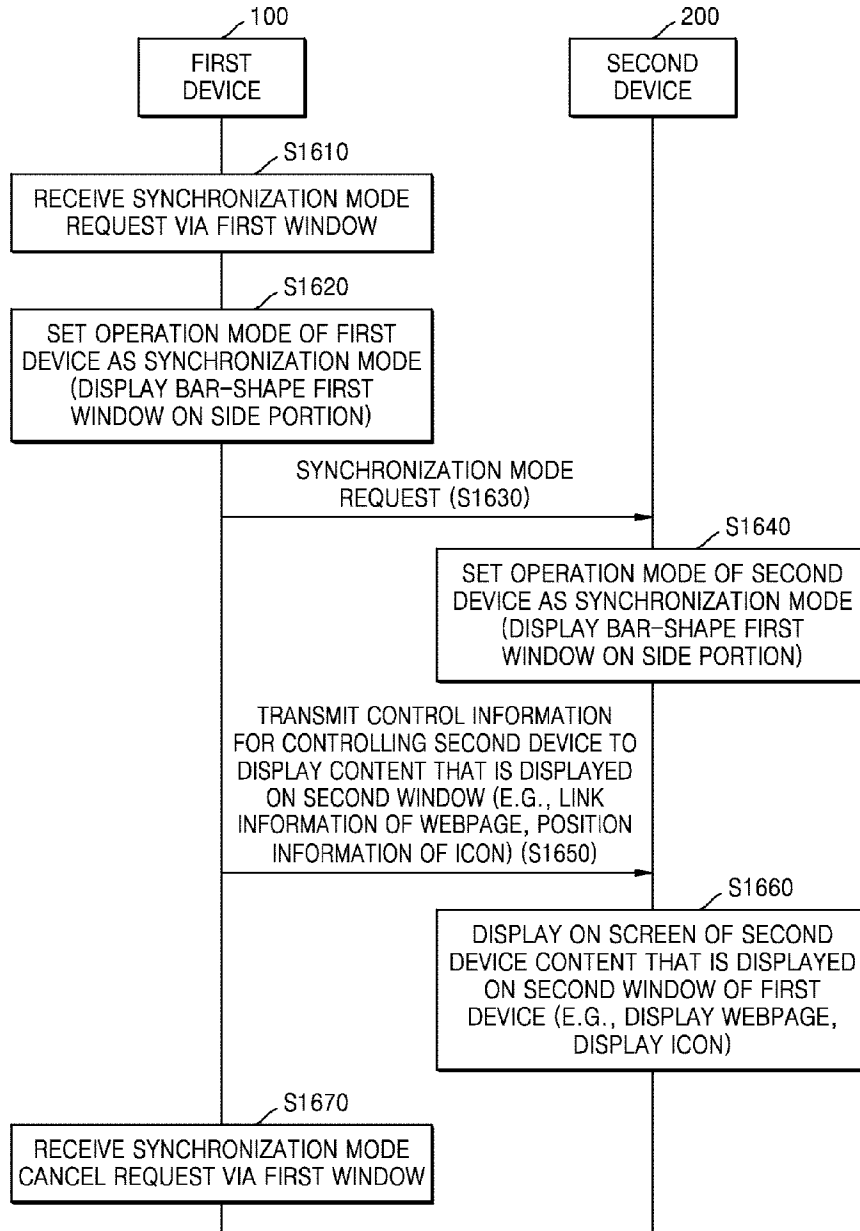 100
200
FIRST
DEVICE
SECOND
DEVICE
S1610
RECEIVE SYNCHRONIZATION MODE
REQUEST VIA FIRST WINDOW
S1620
SET OPERATION MODE OF FIRST
DEVICE AS SYNCHRONIZATION MODE
(DISPLAY BAR-SHAPE FIRST
WINDOW ON SIDE PORTION)
SYNCHRONIZATION MODE
REQUEST (S1630)
S1640
SET OPERATION MODE OF SECOND
DEVICE AS SYNCHRONIZATION MODE
(DISPLAY BAR-SHAPE FIRST
WINDOW ON SIDE PORTION)
TRANSMIT CONTROL INFORMATION
FOR CONTROLLING SECOND DEVICE TO
DISPLAY CONTENT THAT IS DISPLAYED
ON SECOND WINDOW (E.G., LINK
INFORMATION OF WEBPAGE, POSITION
INFORMATION OF ICON) (S1650)
S1660
DISPLAY ON SCREEN OF SECOND
DEVICE CONTENT THAT IS DISPLAYED
ON SECOND WINDOW OF FIRST
DEVICE (E.G., DISPLAY WEBPAGE,
DISPLAY ICON)
S1670
RECEIVE SYNCHRONIZATION MODE
CANCEL REQUEST VIA FIRST WINDOW